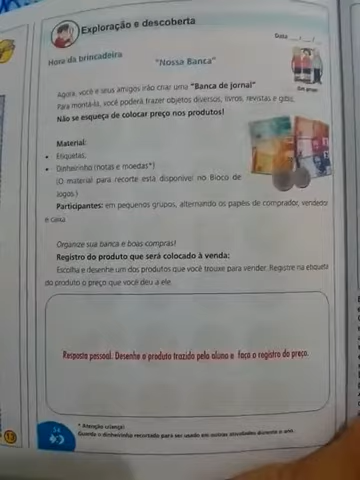 Exploração e descoberta
Data __/__/__
Hora da brincadeira
"Nossa Banca"
Em grupo
Agora, você e seus amigos irão criar uma "Banca de Jornal"
Para montá-la, você poderá trazer objetos diversos, livros, revistas e gibis.
Não se esqueça de colocar preço nos produtos!
Material:
• Etiquetas;
• Dinheirinho (notas e moedas*)
(O material para recorte está disponível no Bloco de
Jogos.)
Participantes: em pequenos grupos, alternando os papéis de comprador, vendedor
e caixa.
Organize sua banca e boas compras!
Registro do produto que será colocado à venda:
Escolha e desenhe um dos produtos que você trouxe para vender. Registre na etiqueta
do produto o preço que você deu a ele.
Resposta pessoal. Desenhe o produto trazido pelo aluno e faça o registro do preço.
* Atenção criança!
Guarde o dinheirinho recortado para ser usado em outras atividades durante o ano.
13